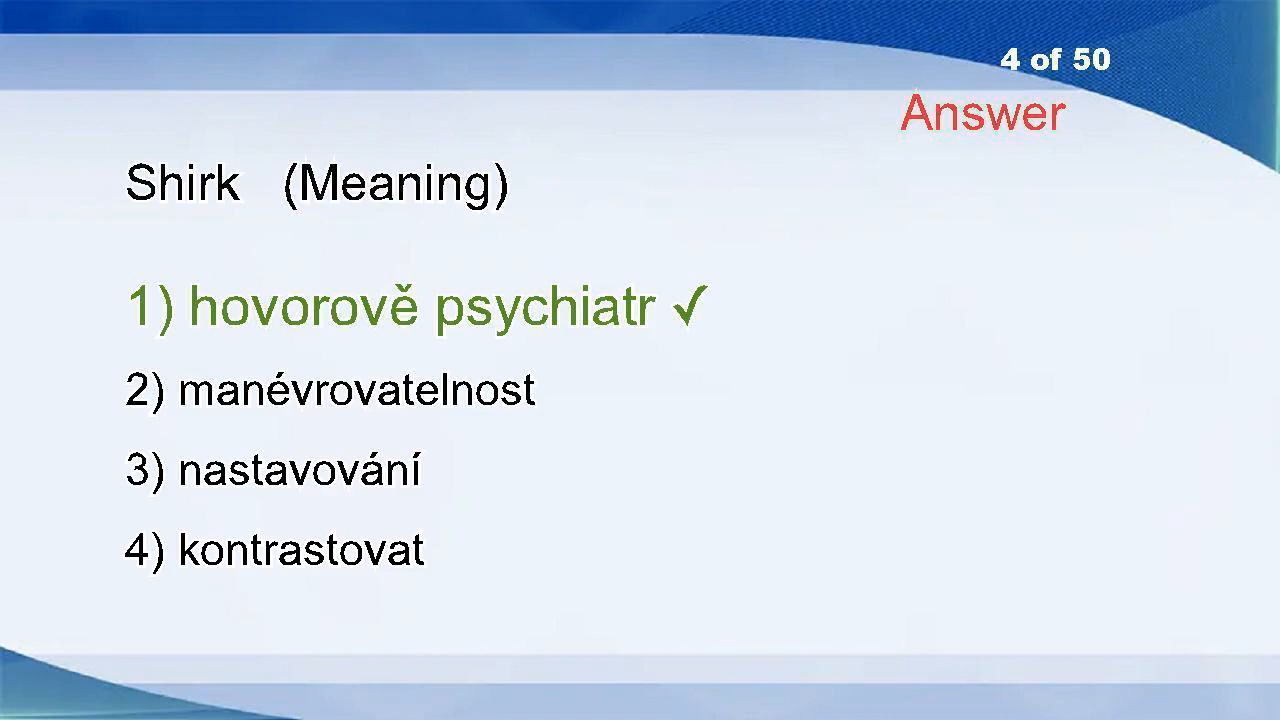 4 of 50
Answer
Shirk (Meaning)
1) hovorově psychiatr ✓
2) manévrovatelnost
3) nastavování
4) kontrastovat